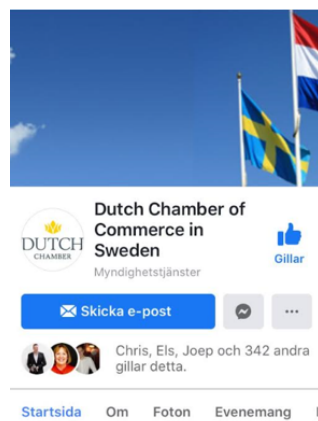 Dutch Chamber of
Commerce in
Sweden
DUTCH
CHAMBER
Myndighetstjänster
Gillar
Skicka e-post
Chris, Els, Joep och 342 andra
gillar detta.
Startsida Om Foton Evenemang